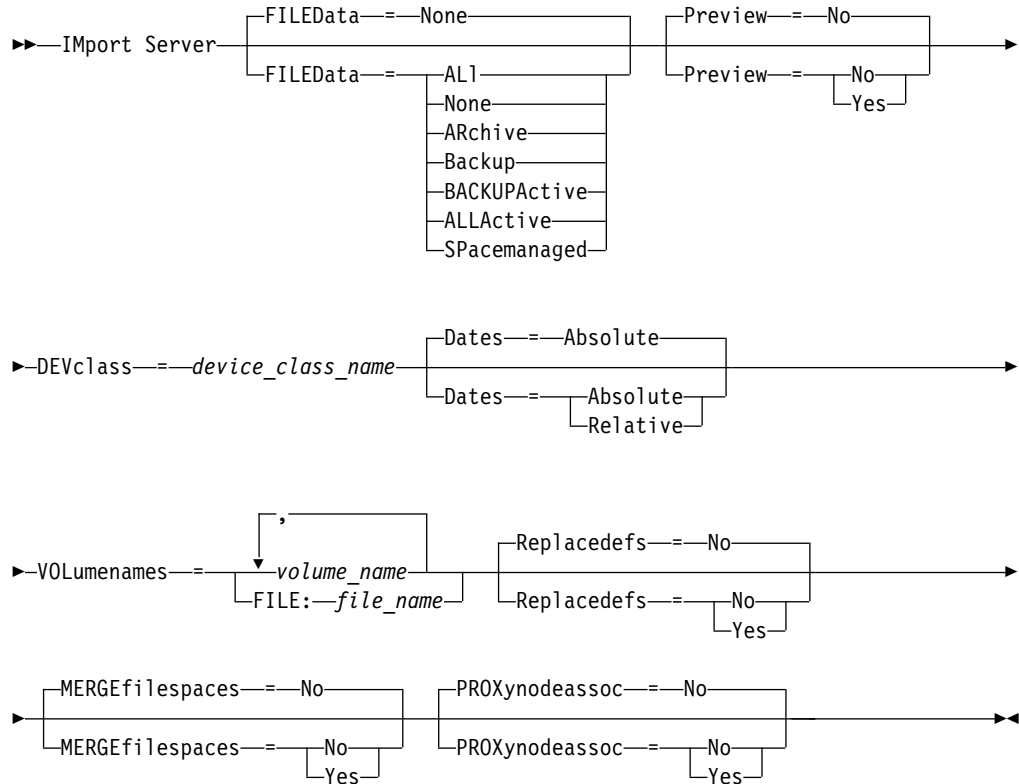 FILEData = None Preview = No
IMport Server
FILEData = ALl Preview = No
None Yes
ARchive
Backup
BACKUPActive
ALLActive
SPacemanaged
Dates = Absolute
DEVclass = device_class_name
Dates = Absolute
Relative
,
Replacedefs = No
VOLumenames = volume_name
FILE: file_name Replacedefs = No
Yes
MERGEfilespaces = No PROXynodeassoc = No
MERGEfilespaces = No PROXynodeassoc = No
Yes Yes